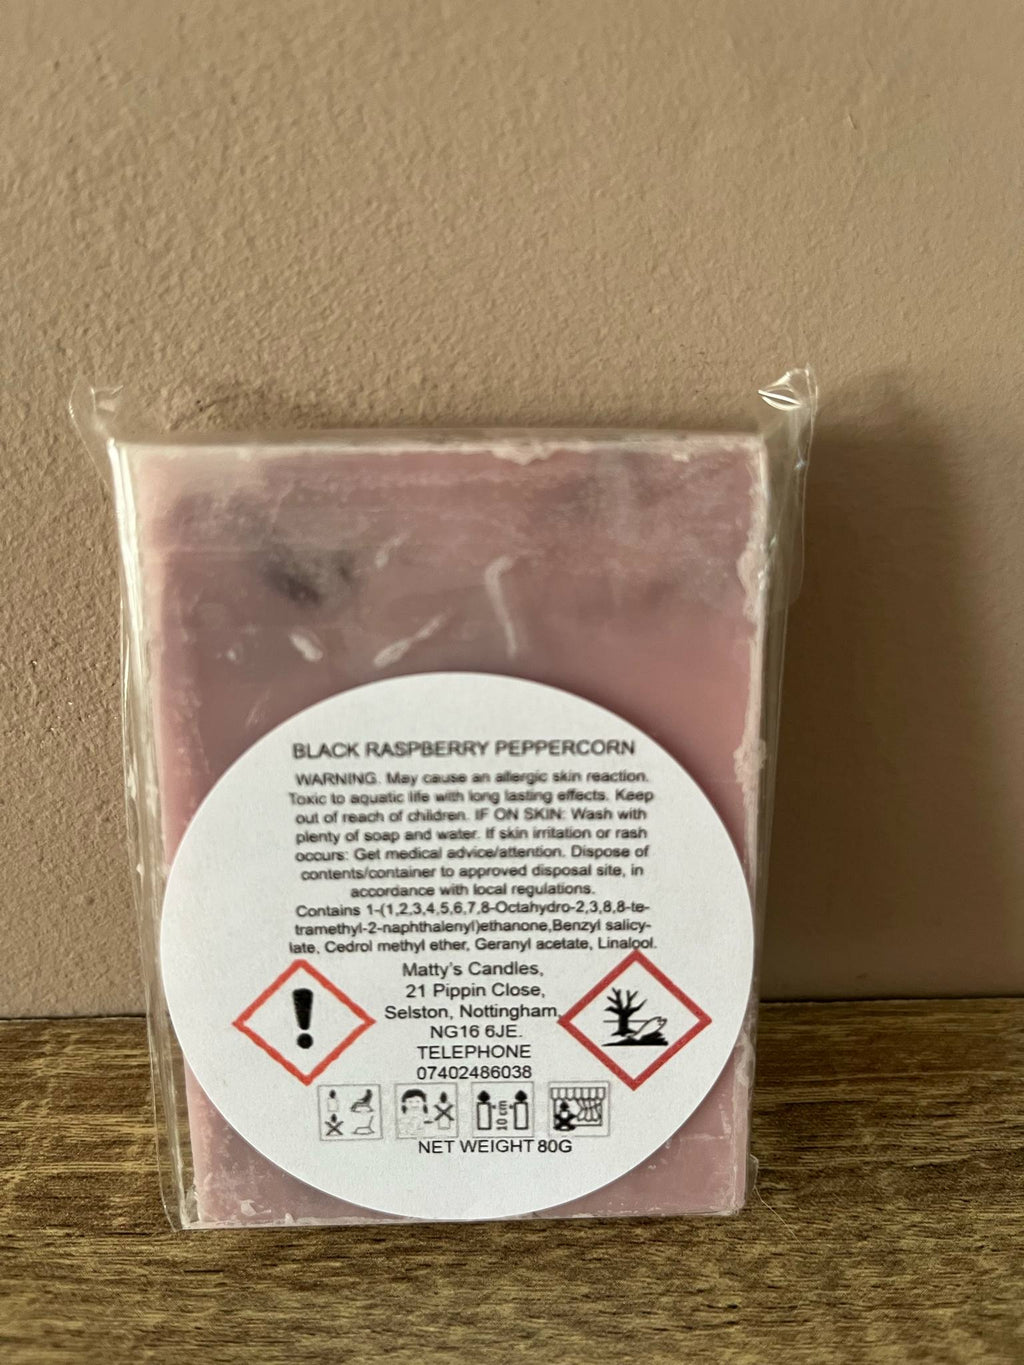 BLACK RASPBERRY PEPPERCORN
WARNING. May cause an allergic skin reaction.
Toxic to aquatic life with long lasting effects. Keep
out of reach of children. IF ON SKIN: Wash with
plenty of soap and water. If skin irritation or rash
occurs: Get medical advice/attention. Dispose of
contents/container to approved disposal site, in
accordance with local regulations.
Contains 1-(1,2,3,4,5,6,7,8-Octahydro-2,3,8,8-te-
tramethyl-2-naphthalenyl)ethanone,Benzyl salicy-
late, Cedrol methyl ether, Geranyl acetate, Linalool.
Matty's Candles,
21 Pippin Close,
Selston, Nottingham,
NG16 6JE.
TELEPHONE
07402486038
10 cm
NET WEIGHT 80G